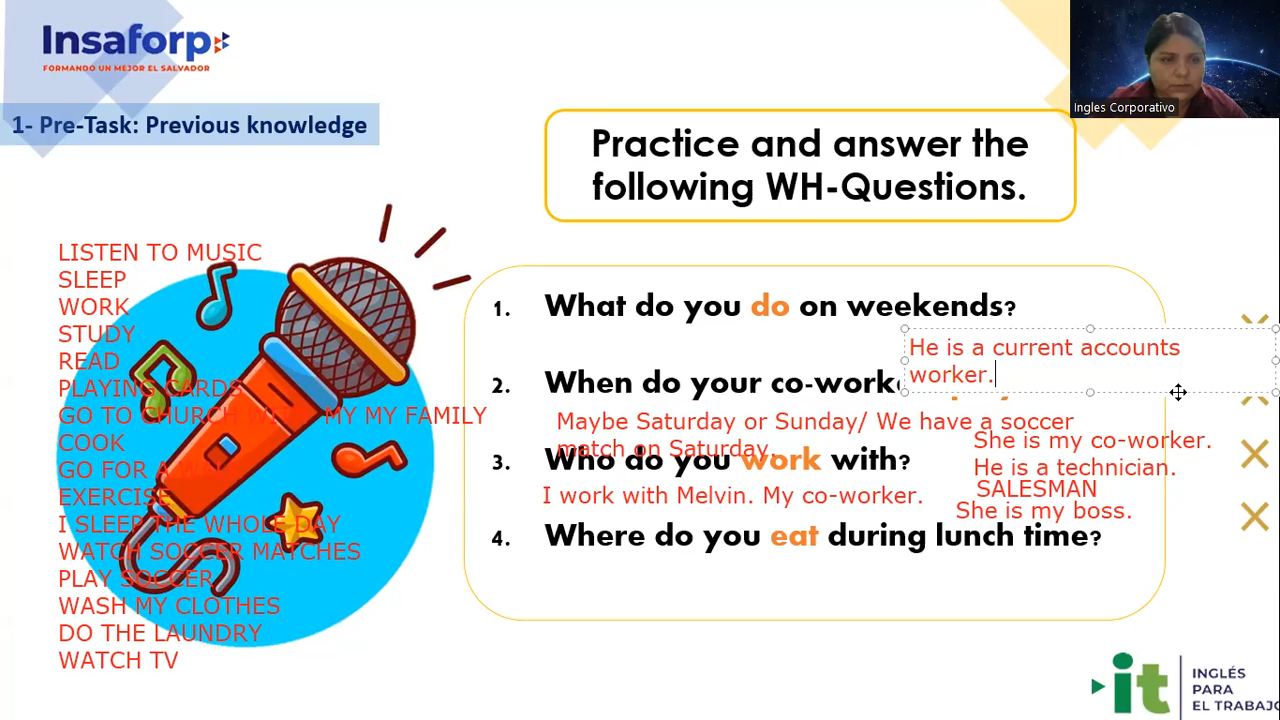 Insaforp
FORMANDO UN MEJOR EL SALVADOR
1- Pre-Task: Previous knowledge
Ingles Corporativo
Practice and answer the
following WH-Questions.
LISTEN TO MUSIC
SLEEP
WORK
STUDY
READ
PLAYING CARDS
GO TO CHURCH WITH MY MY FAMILY
COOK
GO FOR A
EXERCISE
I SLEEP THE WHOLE DAY
WATCH SOCCER MATCHES
PLAY SOCCER
WASH MY CLOTHES
DO THE LAUNDRY
WATCH TV
1. What do you do on weekends?
He is a current accounts
worker.
2. When do your co-work
Maybe Saturday or Sunday/ We have a soccer
match on Saturday.
3. Who do you work with?
She is my co-worker.
He is a technician.
SALESMAN
She is my boss.
I work with Melvin. My co-worker.
4. Where do you eat during lunch time?
it
INGLÉS
PARA
EL TRABAJO